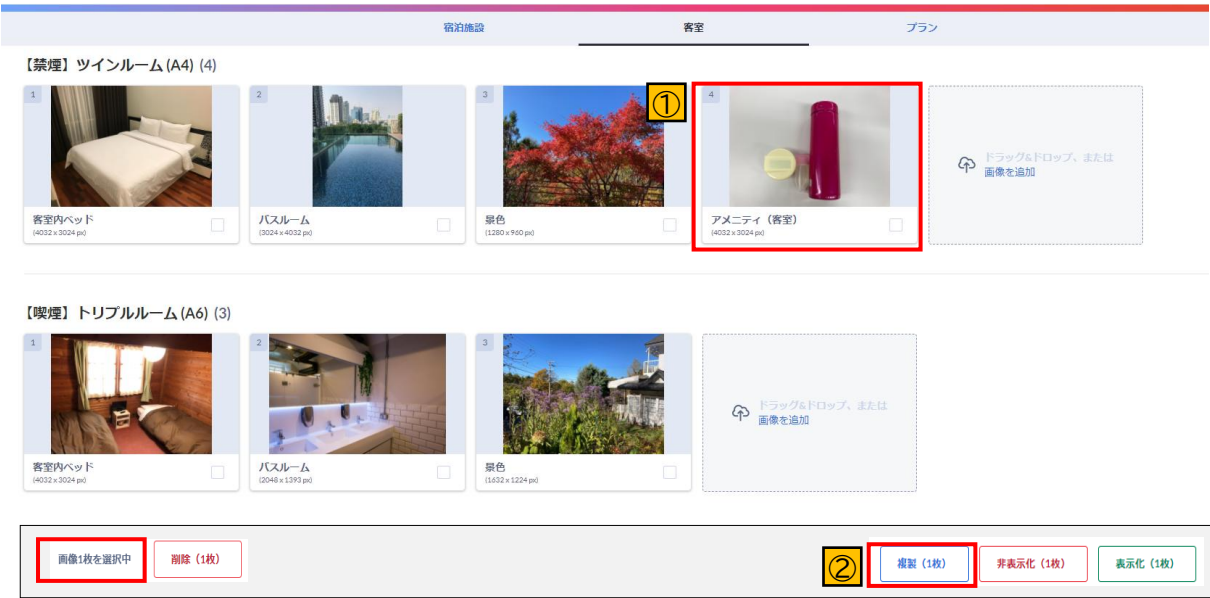 宿泊施設 客室 プラン
【禁煙】ツインルーム(A4) (4)
1 2 3 ① 4
ドラッグ&ドロップ、または
画像を追加
客室内ベッド バスルーム 景色 アメニティ（客室）
(4032 x 3024 px) (3024 x 4032 px) (1280 x 960 px) (4032 x 3024 px)
【喫煙】トリプルルーム(A6) (3)
1 2 3
ドラッグ&ドロップ、または
画像を追加
客室内ベッド バスルーム 景色
(4032 x 3024 px) (2048 x 1393 px) (1632 x 1224 px)
画像1枚を選択中 削除（1枚） ② 複製（1枚） 非表示化（1枚） 表示化（1枚）